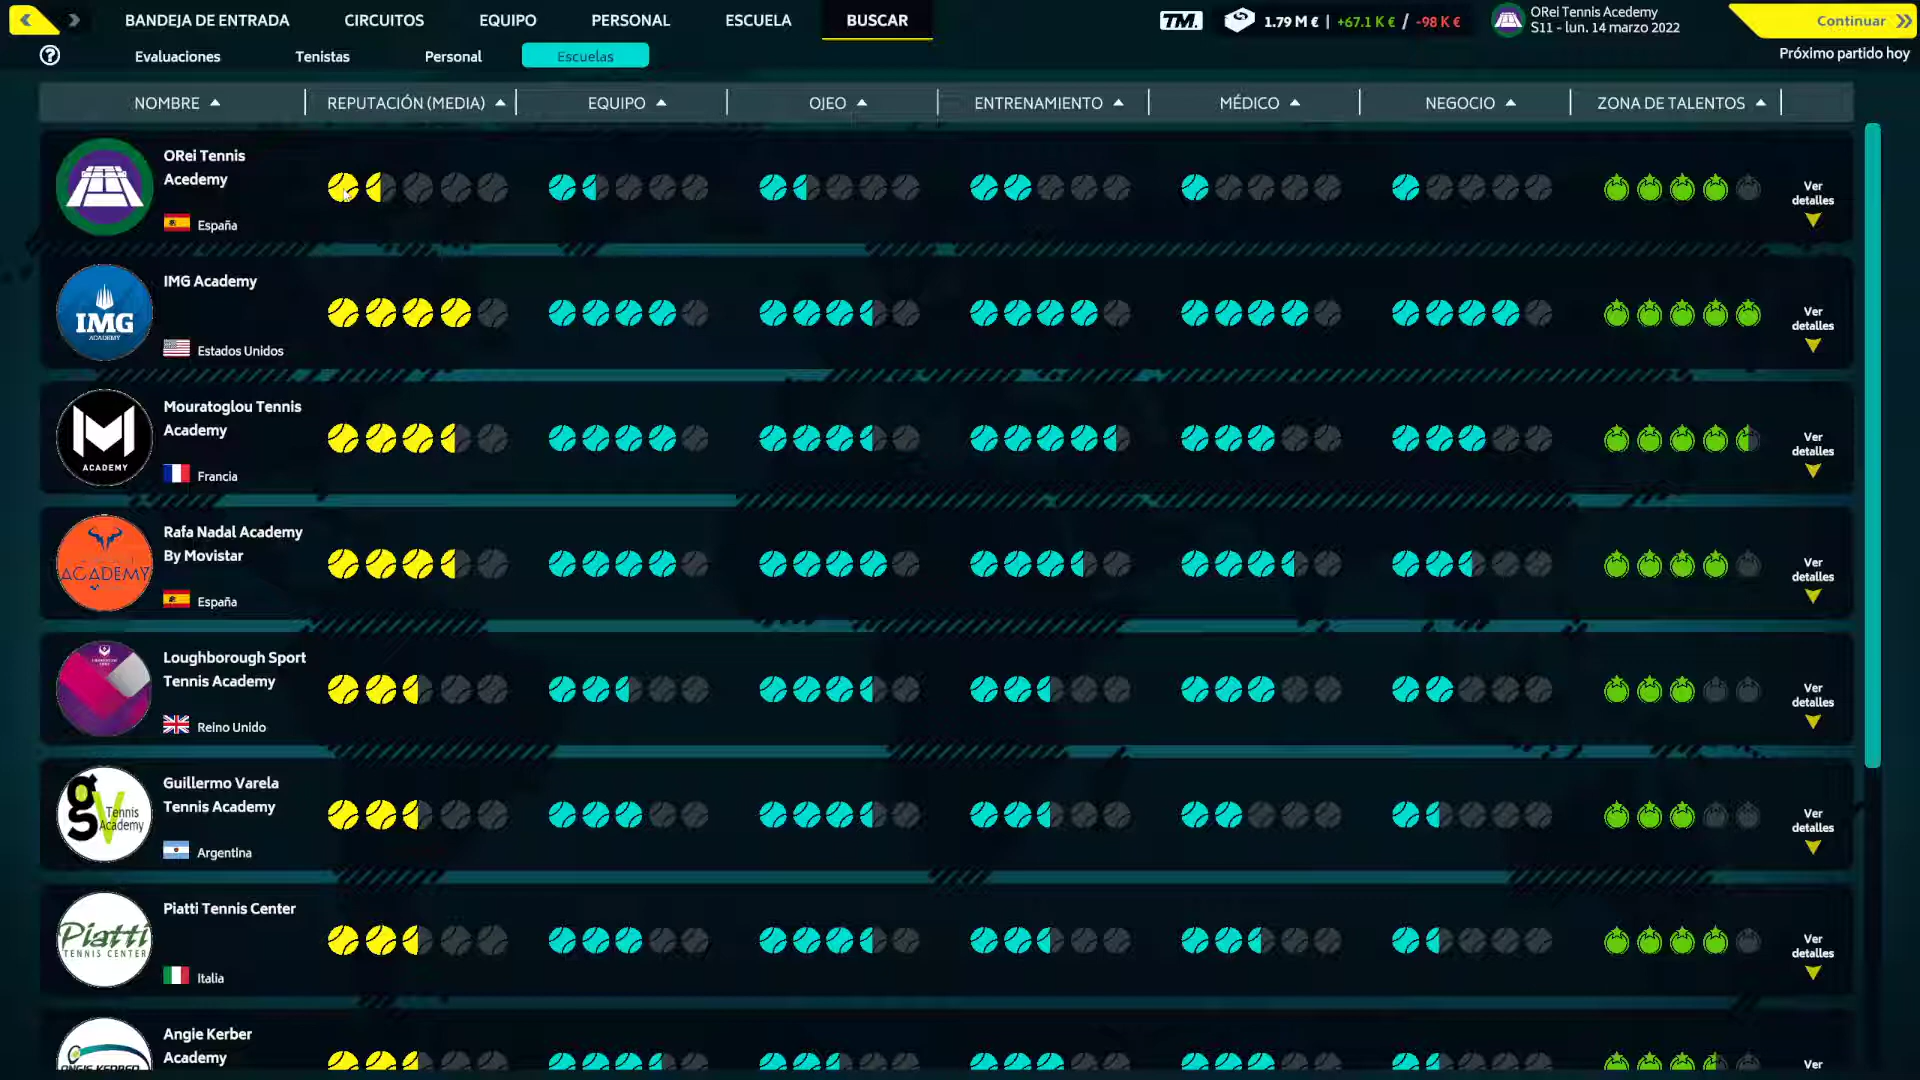 BANDEJA DE ENTRADA
CIRCUITOS
EQUIPO
PERSONAL
ESCUELA
BUSCAR
TM.
1.79 M € | +67.1 K € / -98 K €
ORei Tennis Acedemy
S11 - lun. 14 marzo 2022
Continuar
Próximo partido hoy
?
Evaluaciones
Tenistas
Personal
Escuelas
NOMBRE
REPUTACIÓN (MEDIA)
EQUIPO
OJEO
ENTRENAMIENTO
MÉDICO
NEGOCIO
ZONA DE TALENTOS
ORei Tennis
Acedemy
España
Ver
detalles
IMG
ACADEMY
IMG Academy
Estados Unidos
Ver
detalles
ACADEMY
Mouratoglou Tennis
Academy
Francia
Ver
detalles
ACADEMY
Rafa Nadal Academy
By Movistar
España
Ver
detalles
Loughborough Sport
Tennis Academy
Reino Unido
Ver
detalles
gV Tennis
Academy
Guillermo Varela
Tennis Academy
Argentina
Ver
detalles
Piatti
TENNIS CENTER
Piatti Tennis Center
Italia
Ver
detalles
ANGIE KERBER
Angie Kerber
Academy
Ver